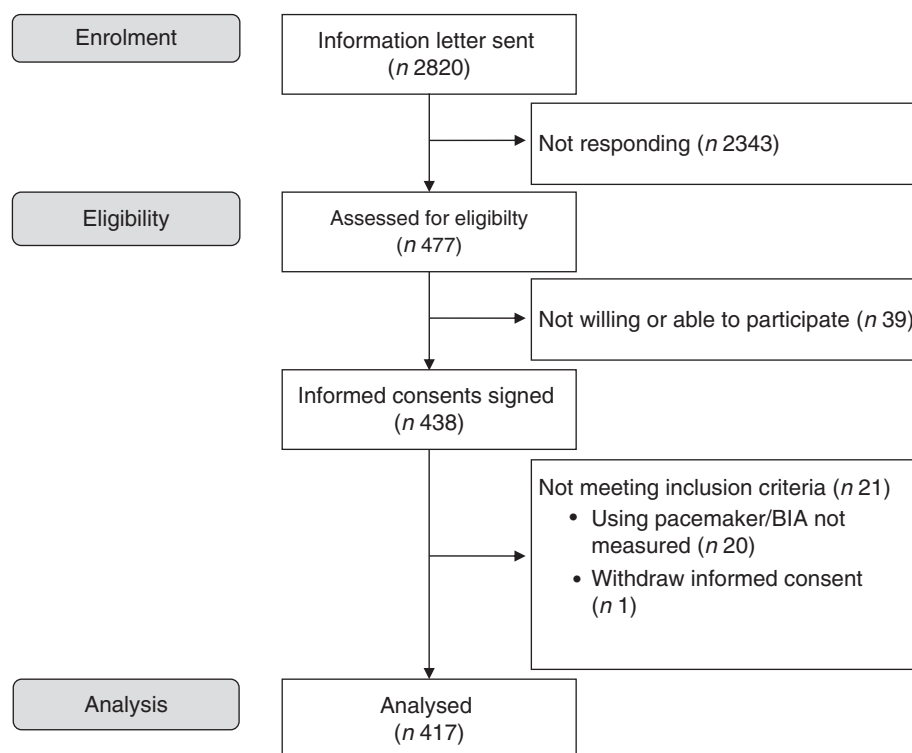 Enrolment
Information letter sent
(n 2820)
Not responding (n 2343)
Eligibility
Assessed for eligibilty
(n 477)
Not willing or able to participate (n 39)
Informed consents signed
(n 438)
Not meeting inclusion criteria (n 21)
• Using pacemaker/BIA not
measured (n 20)
• Withdraw informed consent
(n 1)
Analysis
Analysed
(n 417)